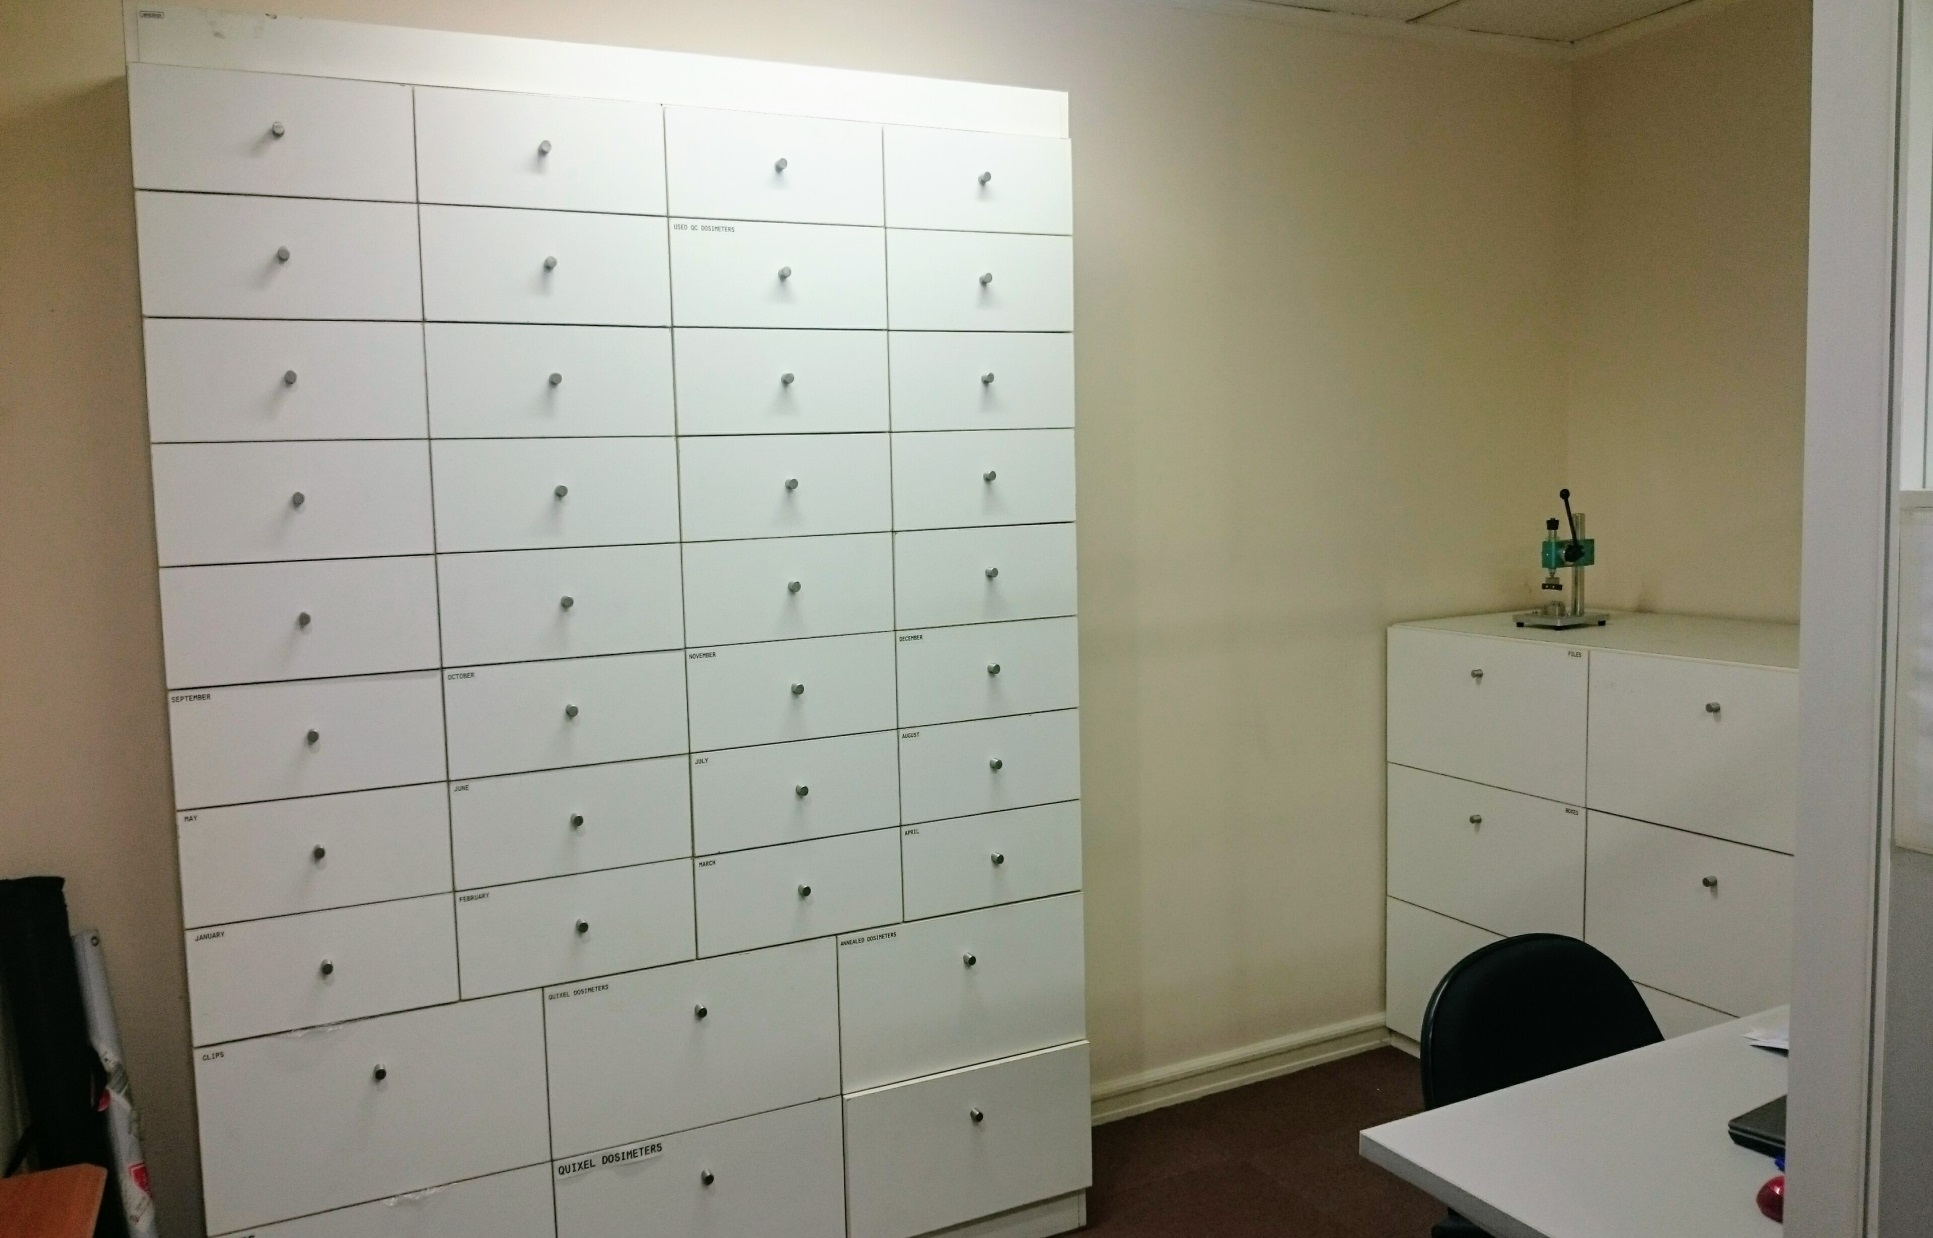 USED QC DOSIMETERS
SEPTEMBER
OCTOBER
NOVEMBER
DECEMBER
MAY
JUNE
JULY
AUGUST
JANUARY
FEBRUARY
MARCH
APRIL
CLIPS
QUIXEL DOSIMETERS
ANNEALED DOSIMETERS
QUIXEL DOSIMETERS
FILES